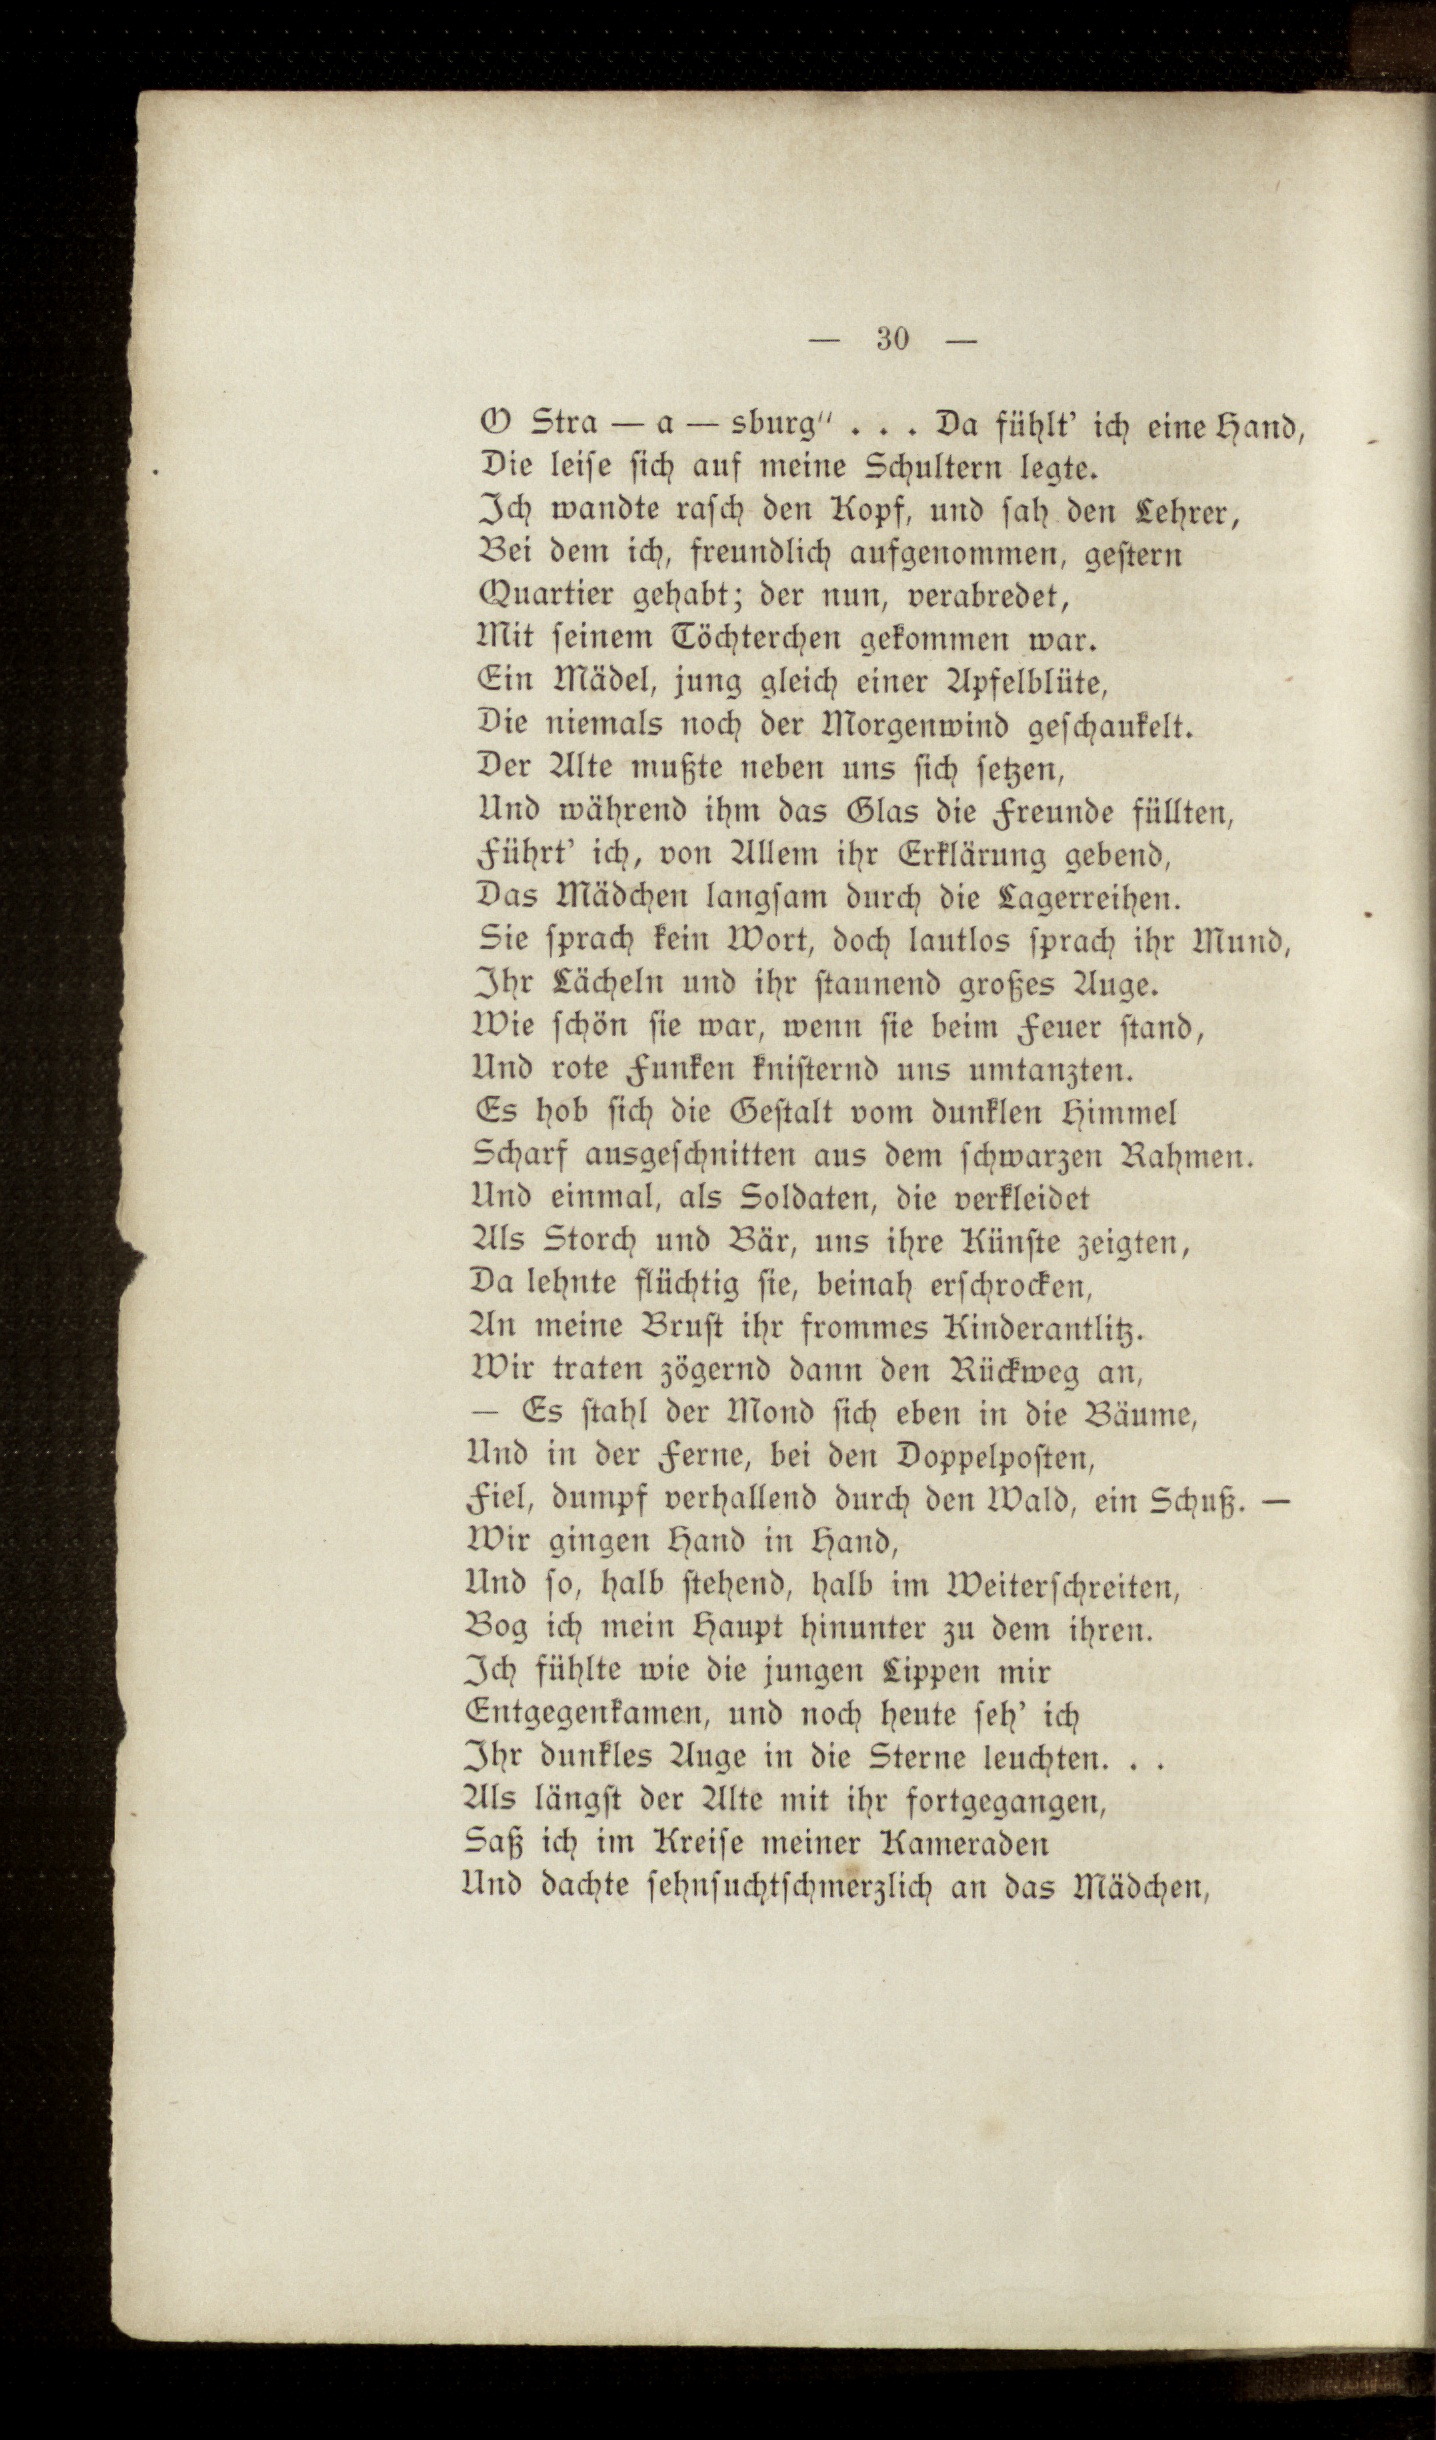 — 30 —
O Stra — a — sburg“ . . . Da fühlt’ ich eine Hand,
Die leiſe ſich auf meine Schultern legte.
Ich wandte raſch den Kopf, und ſah den Lehrer,
Bei dem ich, freundlich aufgenommen, geſtern
Quartier gehabt; der nun, verabredet,
Mit ſeinem Töchterchen gekommen war.
Ein Mädel, jung gleich einer Apfelblüte,
Die niemals noch der Morgenwind geſchaukelt.
Der Alte mußte neben uns ſich ſetzen,
Und während ihm das Glas die Freunde füllten,
Führt’ ich, von Allem ihr Erklärung gebend,
Das Mädchen langſam durch die Lagerreihen.
Sie ſprach kein Wort, doch lautlos ſprach ihr Mund,
Ihr Lächeln und ihr ſtaunend großes Auge.
Wie ſchön ſie war, wenn ſie beim Feuer ſtand,
Und rote Funken kniſternd uns umtanzten.
Es hob ſich die Geſtalt vom dunklen Himmel
Scharf ausgeſchnitten aus dem ſchwarzen Rahmen.
Und einmal, als Soldaten, die verkleidet
Als Storch und Bär, uns ihre Künſte zeigten,
Da lehnte flüchtig ſie, beinah erſchrocken,
An meine Bruſt ihr frommes Kinderantlitz.
Wir traten zögernd dann den Rückweg an,
— Es ſtahl der Mond ſich eben in die Bäume,
Und in der Ferne, bei den Doppelpoſten,
Fiel, dumpf verhallend durch den Wald, ein Schuß. —
Wir gingen Hand in Hand,
Und ſo, halb ſtehend, halb im Weiterſchreiten,
Bog ich mein Haupt hinunter zu dem ihren.
Ich fühlte wie die jungen Lippen mir
Entgegenkamen, und noch heute ſeh’ ich
Ihr dunkles Auge in die Sterne leuchten. . .
Als längſt der Alte mit ihr fortgegangen,
Saß ich im Kreiſe meiner Kameraden
Und dachte ſehnſuchtſchmerzlich an das Mädchen,